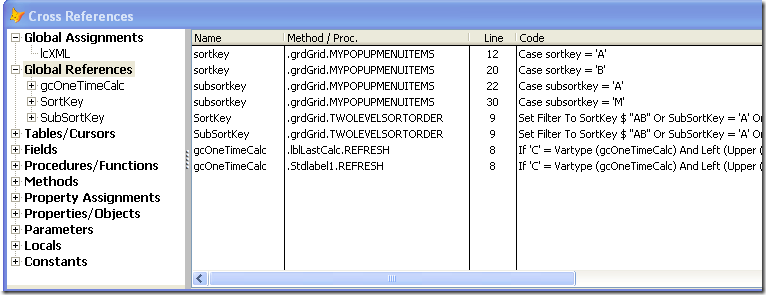 Cross References
Global Assignments
lcXML
Global References
gcOneTimeCalc
SortKey
SubSortKey
Tables/Cursors
Fields
Procedures/Functions
Methods
Property Assignments
Properties/Objects
Parameters
Locals
Constants
Name Method / Proc. Line Code
sortkey .grdGrid.MYPOPUPMENUITEMS 12 Case sortkey = 'A'
sortkey .grdGrid.MYPOPUPMENUITEMS 20 Case sortkey = 'B'
subsortkey .grdGrid.MYPOPUPMENUITEMS 22 Case subsortkey = 'A'
subsortkey .grdGrid.MYPOPUPMENUITEMS 30 Case subsortkey = 'M'
SortKey .grdGrid.TWOLEVELSORTORDER 9 Set Filter To SortKey $ "AB" Or SubSortKey = 'A' Or
SubSortKey .grdGrid.TWOLEVELSORTORDER 9 Set Filter To SortKey $ "AB" Or SubSortKey = 'A' Or
gcOneTimeCalc .lblLastCalc.REFRESH 8 If 'C' = Vartype (gcOneTimeCalc) And Left (Upper (
gcOneTimeCalc .Stdlabel1.REFRESH 8 If 'C' = Vartype (gcOneTimeCalc) And Left (Upper (